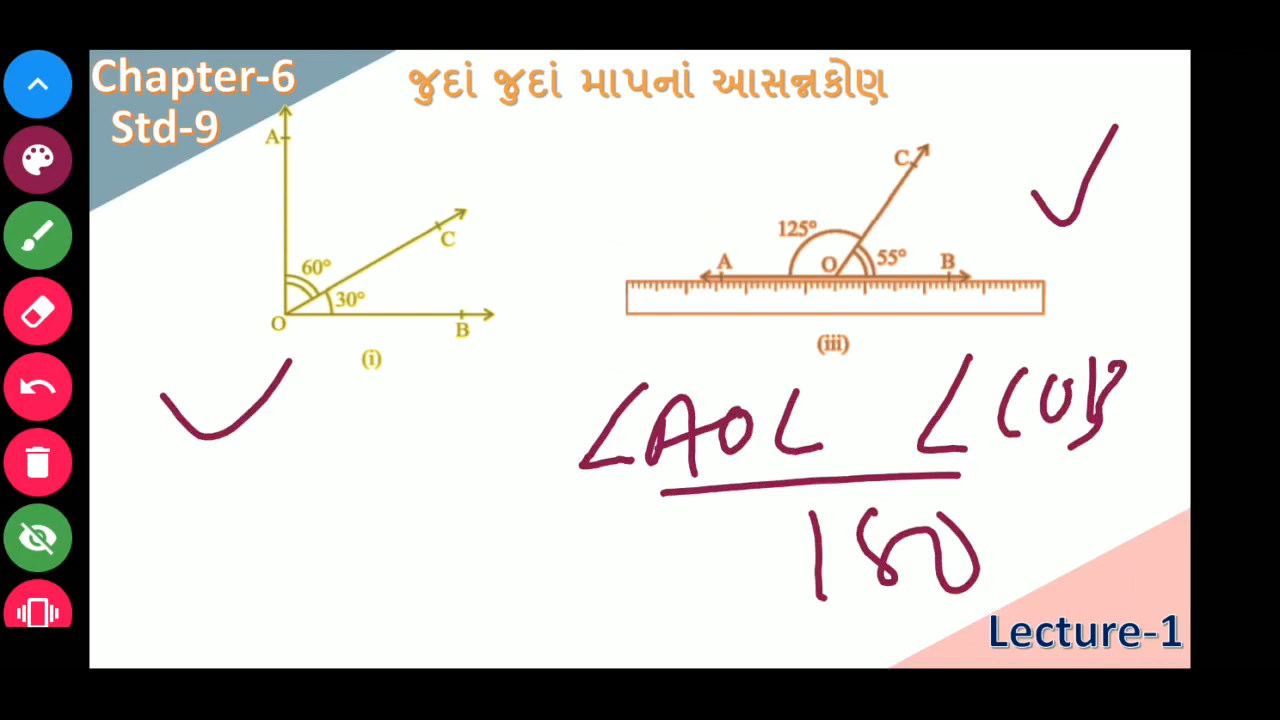 Chapter-6
Std-9
જુદાં જુદાં માપનાં આસન્નકોણ
A
60°
C
30°
O
B
(i)
C
125°
55°
A
O
B
(iii)
∠AOC ∠COB
180
Lecture-1